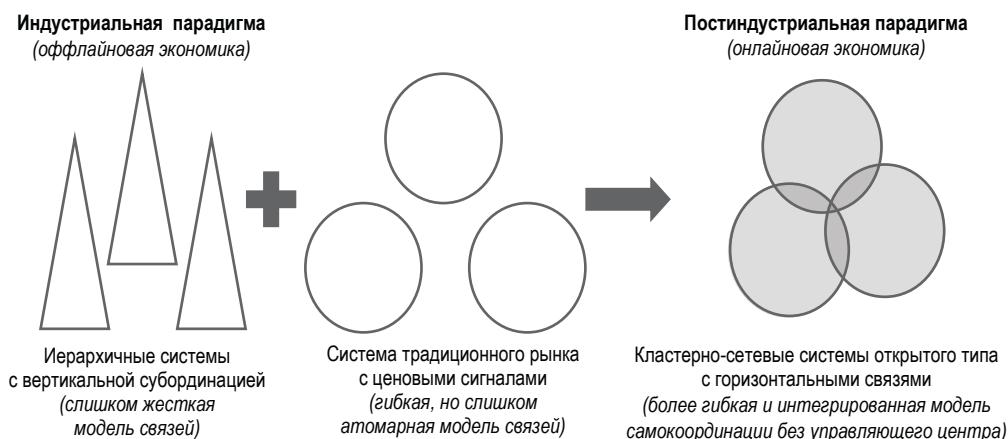 Индустриальная парадигма
(оффлайновая экономика)
Постиндустриальная парадигма
(онлайновая экономика)
Иерархичные системы
с вертикальной субординацией
(слишком жесткая
модель связей)
Система традиционного рынка
с ценовыми сигналами
(гибкая, но слишком
атомарная модель связей)
Кластерно-сетевые системы открытого типа
с горизонтальными связями
(более гибкая и интегрированная модель
самокоординации без управляющего центра)